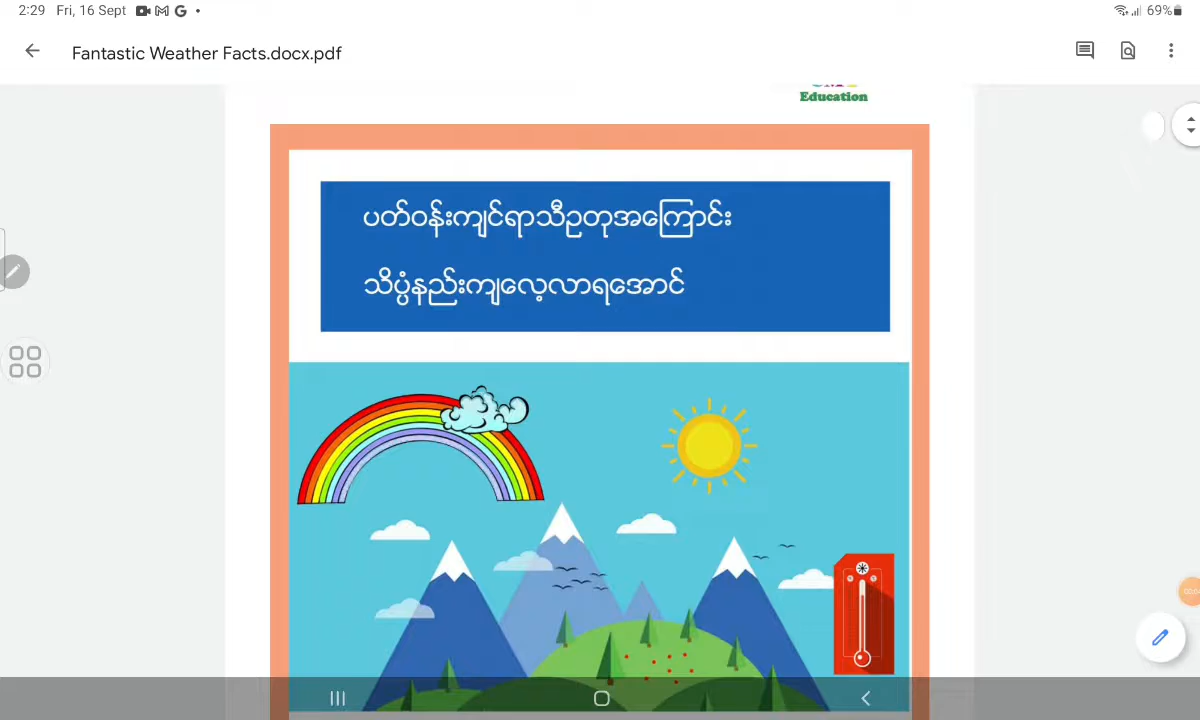 2:29 Fri, 16 Sept
69%
Fantastic Weather Facts.docx.pdf
Education
ပတ်ဝန်းကျင်ရာသီဥတုအကြောင်း
သိပ္ပံနည်းကျလေ့လာရအောင်